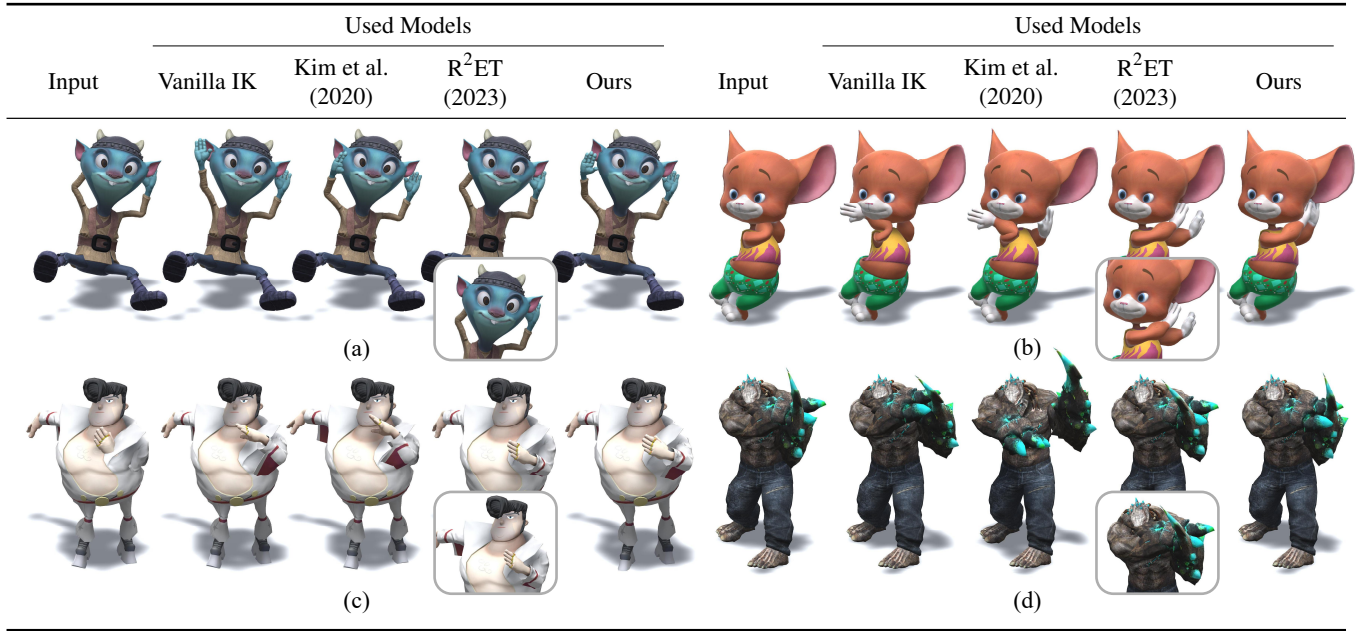 Used Models
Used Models
Input
Vanilla IK
Kim et al.
(2020)
R²ET
(2023)
Ours
Input
Vanilla IK
Kim et al.
(2020)
R²ET
(2023)
Ours
(a)
(b)
(c)
(d)